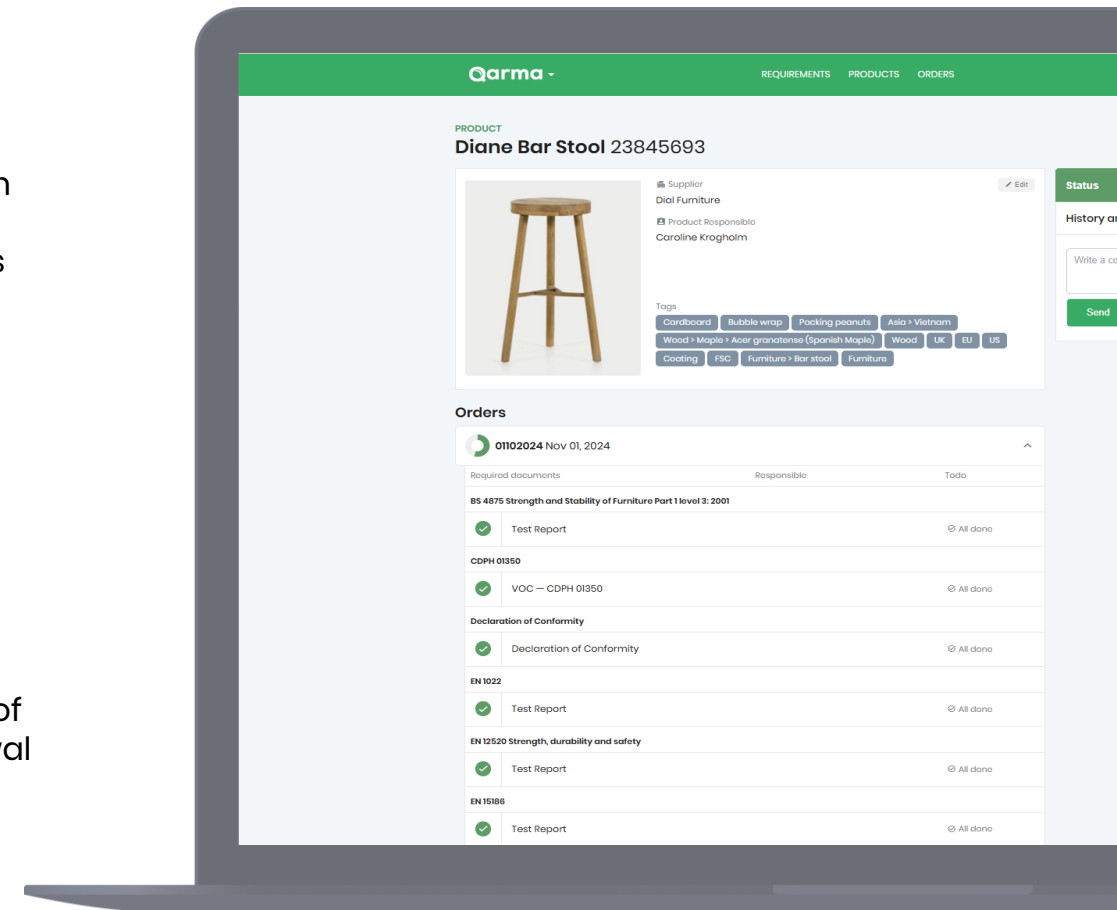 s
of
Qarma
REQUIREMENTS PRODUCTS ORDERS
PRODUCT
Diane Bar Stool 23845693
Supplier
Dial Furniture
Product Responsible
Caroline Krogholm
Edit
Tags
Cardboard Bubble wrap Packing peanuts Asia > Vietnam
Wood > Maple > Acer granatense (Spanish Maple) Wood UK EU US
Coating FSC Furniture > Bar stool Furniture
Status
History
Write a
Send
Orders
01102024 Nov 01, 2024
Required documents Responsible Todo
BS 4875 Strength and Stability of Furniture Part 1 level 3: 2001
Test Report All done
CDPH 01350
VOC — CDPH 01350 All done
Declaration of Conformity
Declaration of Conformity All done
EN 1022
Test Report All done
EN 12520 Strength, durability and safety
Test Report All done
EN 15186
Test Report All done